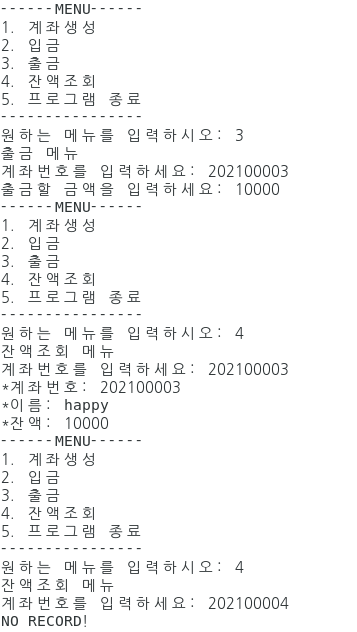 ------MENU------
1. 계좌생성
2. 입금
3. 출금
4. 잔액조회
5. 프로그램 종료
----------------
원하는 메뉴를 입력하시오: 3
출금 메뉴
계좌번호를 입력하세요: 202100003
출금할 금액을 입력하세요: 10000
------MENU------
1. 계좌생성
2. 입금
3. 출금
4. 잔액조회
5. 프로그램 종료
----------------
원하는 메뉴를 입력하시오: 4
잔액조회 메뉴
계좌번호를 입력하세요: 202100003
*계좌번호: 202100003
*이름: happy
*잔액: 10000
------MENU------
1. 계좌생성
2. 입금
3. 출금
4. 잔액조회
5. 프로그램 종료
----------------
원하는 메뉴를 입력하시오: 4
잔액조회 메뉴
계좌번호를 입력하세요: 202100004
NO RECORD!